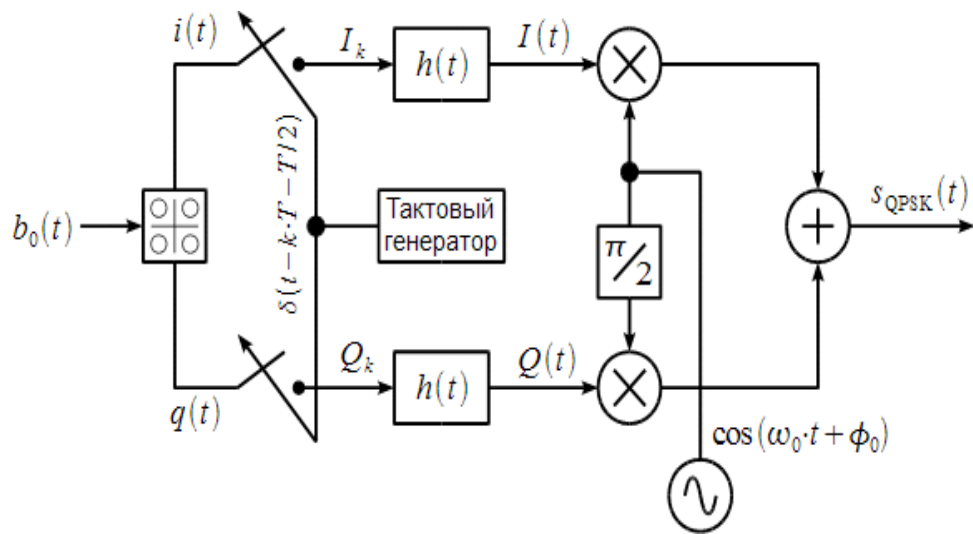 i(t)
I_k
h(t)
I(t)
δ(t−k·T−T/2)
b_0(t)
Тактовый
генератор
π/2
s_QPSK(t)
Q_k
h(t)
Q(t)
q(t)
cos(ω_0·t+ϕ_0)